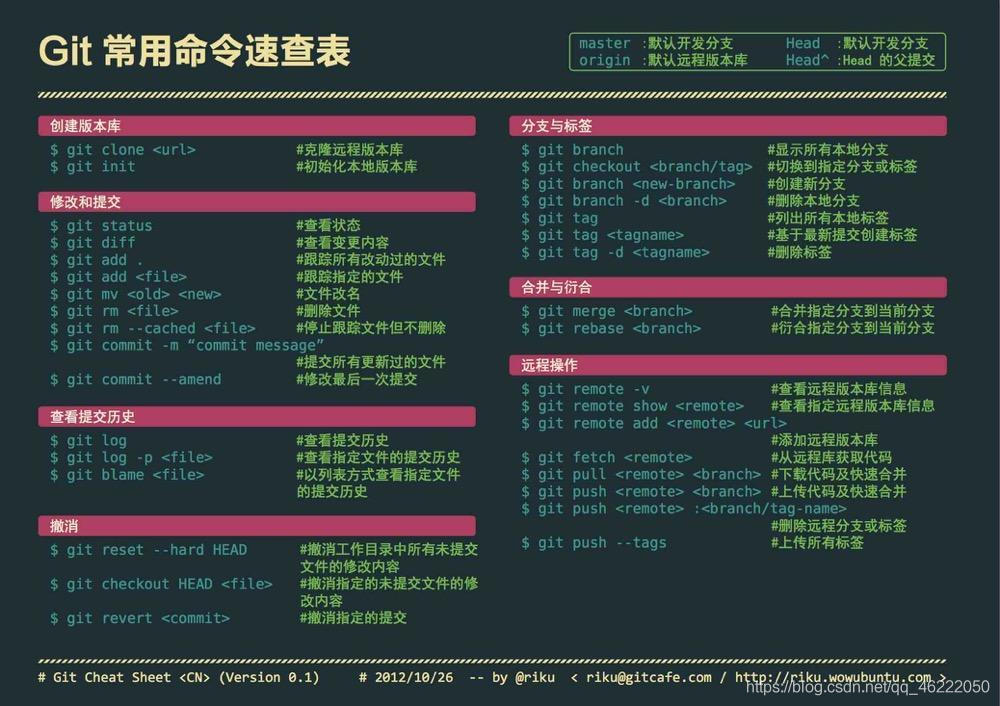 Git 常用命令速查表
master :默认开发分支 Head :默认开发分支
origin :默认远程版本库 Head^ :Head 的父提交
创建版本库
$ git clone <url> #克隆远程版本库
$ git init #初始化本地版本库
修改和提交
$ git status #查看状态
$ git diff #查看变更内容
$ git add . #跟踪所有改动过的文件
$ git add <file> #跟踪指定的文件
$ git mv <old> <new> #文件改名
$ git rm <file> #删除文件
$ git rm --cached <file> #停止跟踪文件但不删除
$ git commit -m “commit message”
#提交所有更新过的文件
$ git commit --amend #修改最后一次提交
查看提交历史
$ git log #查看提交历史
$ git log -p <file> #查看指定文件的提交历史
$ git blame <file> #以列表方式查看指定文件
的提交历史
撤消
$ git reset --hard HEAD #撤消工作目录中所有未提交
文件的修改内容
$ git checkout HEAD <file> #撤消指定的未提交文件的修
改内容
$ git revert <commit> #撤消指定的提交
分支与标签
$ git branch #显示所有本地分支
$ git checkout <branch/tag> #切换到指定分支或标签
$ git branch <new-branch> #创建新分支
$ git branch -d <branch> #删除本地分支
$ git tag #列出所有本地标签
$ git tag <tagname> #基于最新提交创建标签
$ git tag -d <tagname> #删除标签
合并与衍合
$ git merge <branch> #合并指定分支到当前分支
$ git rebase <branch> #衍合指定分支到当前分支
远程操作
$ git remote -v #查看远程版本库信息
$ git remote show <remote> #查看指定远程版本库信息
$ git remote add <remote> <url>
#添加远程版本库
$ git fetch <remote> #从远程库获取代码
$ git pull <remote> <branch> #下载代码及快速合并
$ git push <remote> <branch> #上传代码及快速合并
$ git push <remote> :<branch/tag-name>
#删除远程分支或标签
$ git push --tags #上传所有标签
# Git Cheat Sheet <CN> (Version 0.1) # 2012/10/26 -- by @riku < riku@gitcafe.com / http://riku.wowubuntu.com >
https://blog.csdn.net/qq_46222050